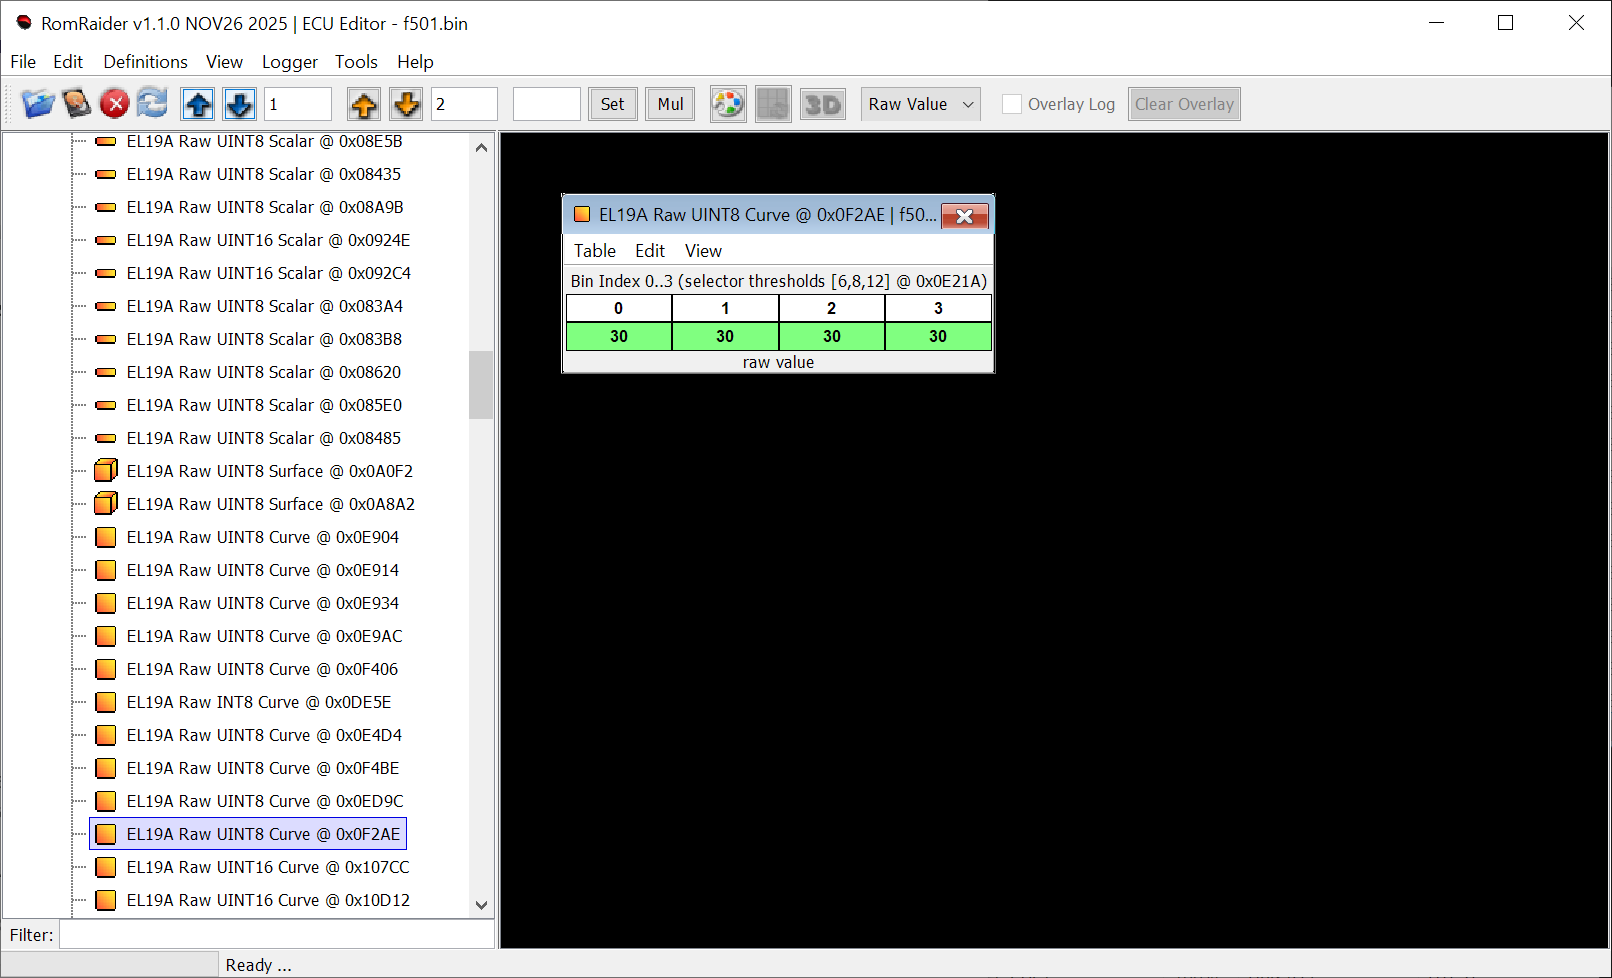 RomRaider v1.1.0 NOV26 2025 | ECU Editor - f501.bin
File Edit Definitions View Logger Tools Help
1 2 Set Mul 3D Raw Value Overlay Log Clear Overlay
EL19A Raw UINT8 Scalar @ 0x08E5B
EL19A Raw UINT8 Scalar @ 0x08435
EL19A Raw UINT8 Scalar @ 0x08A9B
EL19A Raw UINT16 Scalar @ 0x0924E
EL19A Raw UINT16 Scalar @ 0x092C4
EL19A Raw UINT8 Scalar @ 0x083A4
EL19A Raw UINT8 Scalar @ 0x083B8
EL19A Raw UINT8 Scalar @ 0x08620
EL19A Raw UINT8 Scalar @ 0x085E0
EL19A Raw UINT8 Scalar @ 0x08485
EL19A Raw UINT8 Surface @ 0x0A0F2
EL19A Raw UINT8 Surface @ 0x0A8A2
EL19A Raw UINT8 Curve @ 0x0E904
EL19A Raw UINT8 Curve @ 0x0E914
EL19A Raw UINT8 Curve @ 0x0E934
EL19A Raw UINT8 Curve @ 0x0E9AC
EL19A Raw UINT8 Curve @ 0x0F406
EL19A Raw INT8 Curve @ 0x0DE5E
EL19A Raw UINT8 Curve @ 0x0E4D4
EL19A Raw UINT8 Curve @ 0x0F4BE
EL19A Raw UINT8 Curve @ 0x0ED9C
EL19A Raw UINT8 Curve @ 0x0F2AE
EL19A Raw UINT16 Curve @ 0x107CC
EL19A Raw UINT16 Curve @ 0x10D12
Filter:
Ready ...
EL19A Raw UINT8 Curve @ 0x0F2AE | f50...
Table Edit View
Bin Index 0..3 (selector thresholds [6,8,12] @ 0x0E21A)
0 1 2 3
30 30 30 30
raw value